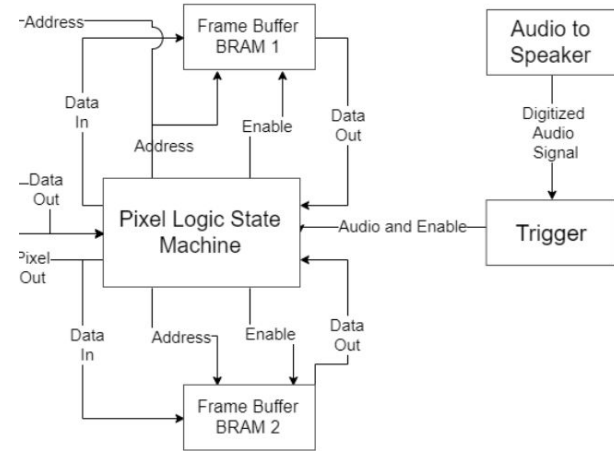 Address
Frame Buffer
BRAM 1
Audio to
Speaker
Data
In
Enable
Data
Out
Address
Digitized
Audio
Signal
Data
Out
Pixel Logic State
Machine
Audio and Enable
Trigger
Pixel
Out
Data
In
Address
Enable
Data
Out
Frame Buffer
BRAM 2